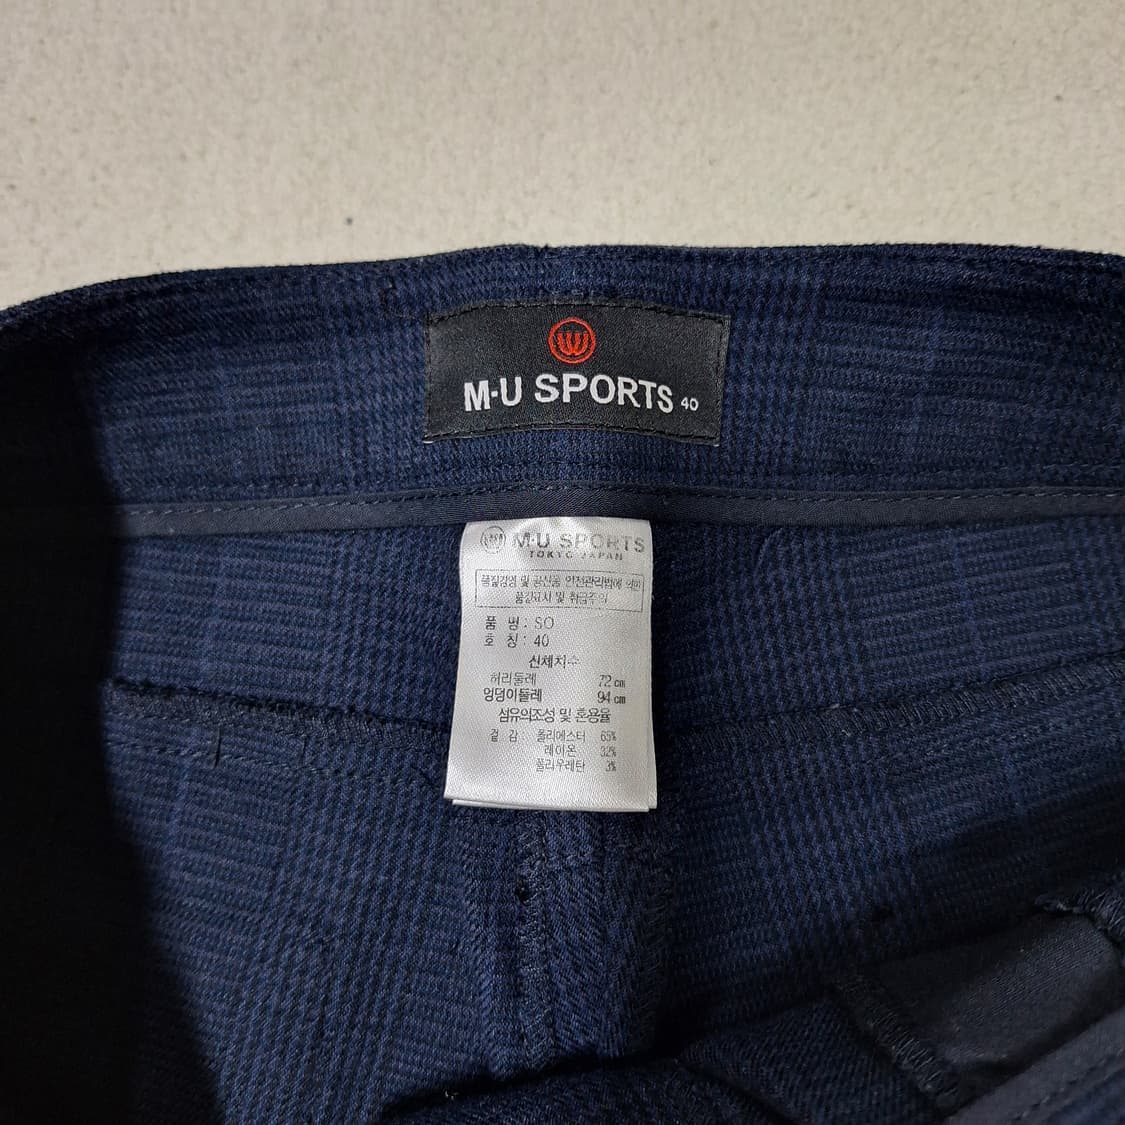 M-U SPORTS 40
M·U SPORTS
TOKYO JAPAN
품질경영 및 공산품 안전관리법에 의한
품질표시 및 취급주의
품 명 : SO
호 칭 : 40
신체치수
허리둘레 72 cm
엉덩이둘레 94 cm
섬유의조성 및 혼용율
겉 감 : 폴리에스터 65%
레이온 32%
폴리우레탄 3%